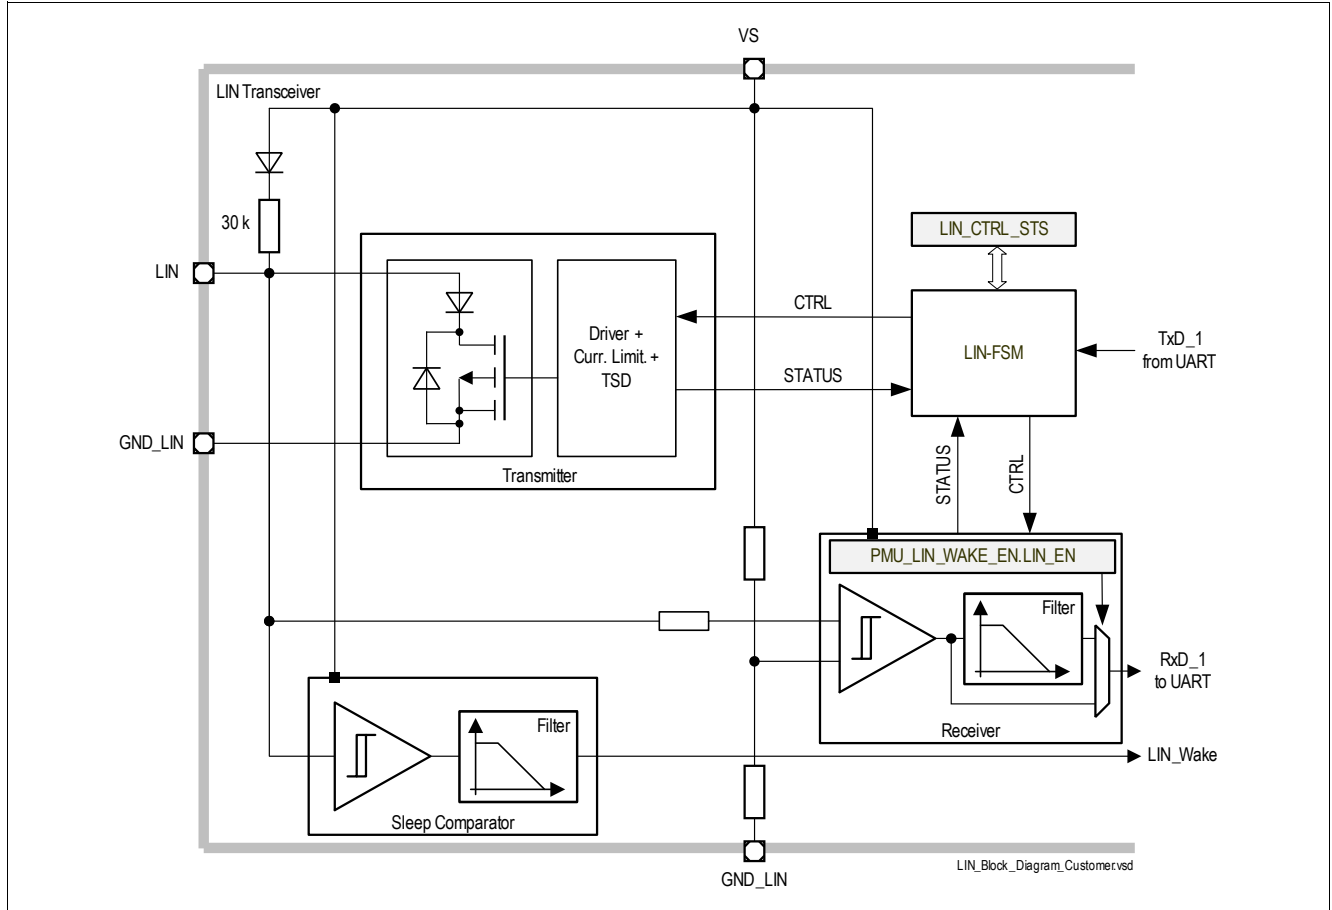 VS
LIN Transceiver
30 k
LIN_CTRL_STS
LIN
CTRL
TxD_1
from UART
Driver +
Curr. Limit. +
TSD
LIN-FSM
STATUS
GND_LIN
Transmitter
STATUS
CTRL
PMU_LIN_WAKE_EN.LIN_EN
Filter
RxD_1
to UART
Receiver
Filter
LIN_Wake
Sleep Comparator
GND_LIN
LIN_Block_Diagram_Customer.vsd